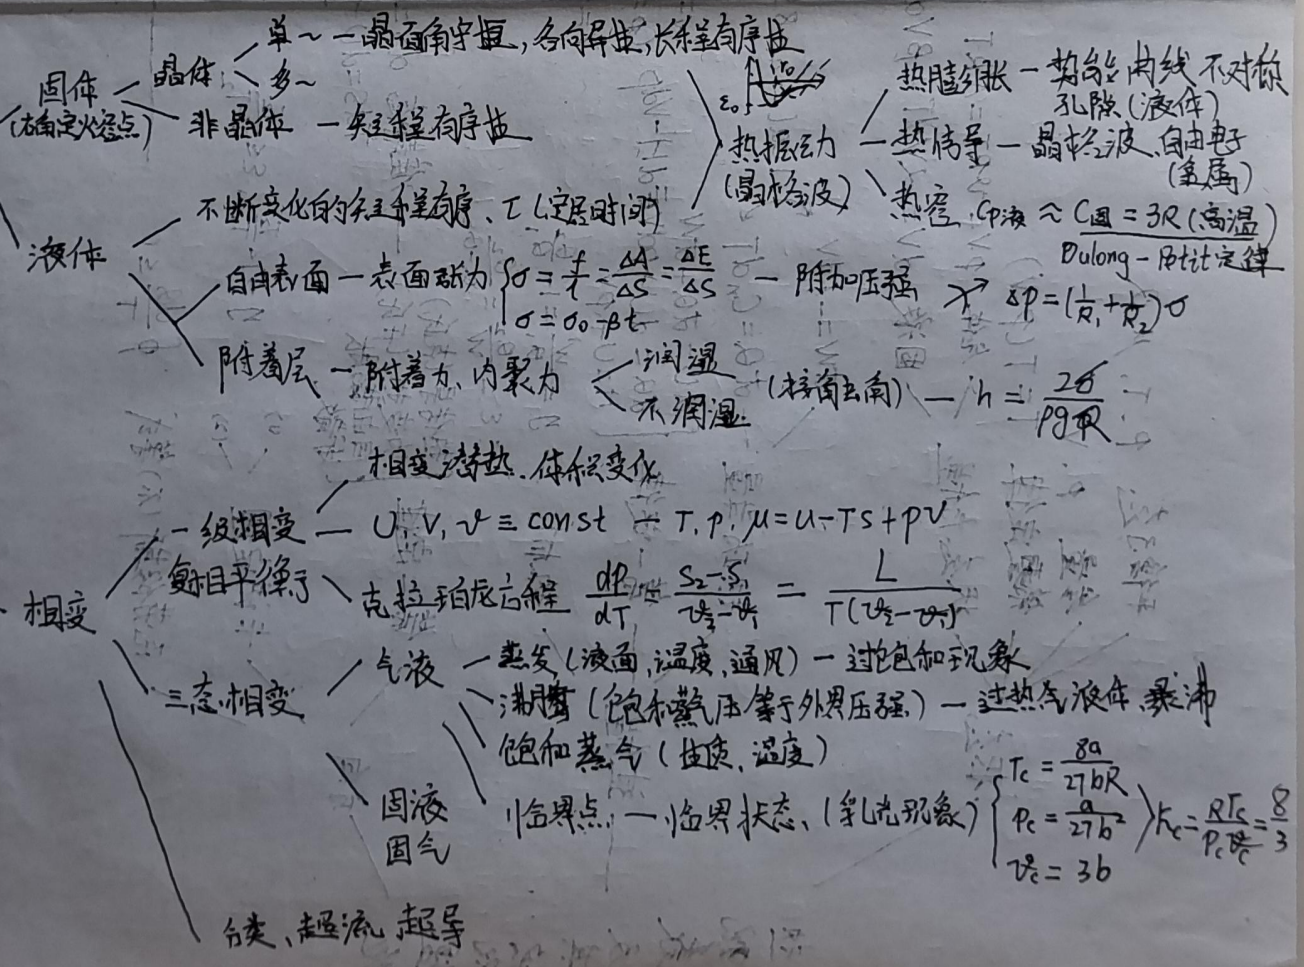 单~ — 晶面角守恒, 各向异性, 长程有序性
固体 — 晶体
多~
(有确定熔点)
非晶体 — 短程有序性
ε₀ r₀
热振动
(晶格波)
热膨胀 — 势能曲线不对称
孔隙(液体)
热传导 — 晶格波、自由电子
(金属)
热容 Cp液 ≈ C固 = 3R (高温)
Dulong-Petit定律
液体
不断变化的短程有序、τ(定居时间)
自由表面 — 表面张力 { σ = f/l = ΔA/ΔS = ΔE/ΔS — 附加压强 Δp = (1/R₁ + 1/R₂)σ
σ = σ₀ - βt
附着层 — 附着力、内聚力
润湿
不润湿
(接触角) — h = 2σ/ρgR
相变
一级相变
复相平衡
相变潜热、体积变化
U, V, ν ≡ const — T, p, μ = u - Ts + pv
克拉珀龙方程 dp/dT = (S₂-S₁)/(v₂-v₁) = L/T(v₂-v₁)
三态相变
气液 — 蒸发(液面、温度、通风) — 过饱和现象
沸腾(饱和蒸气压等于外界压强) — 过热液体、暴沸
饱和蒸气(性质、温度)
临界点 — 临界状态、(乳光现象)
Tc = 8a/27bR
pc = a/27b²
vc = 3b
Kc = RTc/pcvc = 8/3
固液
固气
分类、超流、超导